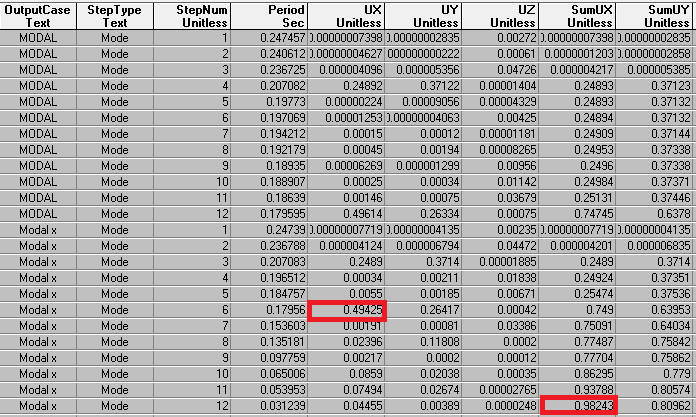 OutputCase StepType StepNum Period UX UY UZ SumUX SumUY
Text Text Unitless Sec Unitless Unitless Unitless Unitless Unitless
MODAL Mode 1 0.247457 0.00000007398 0.00000002835 0.00272 0.00000007398 0.00000002835
MODAL Mode 2 0.240612 0.00000004627 00000000000222 0.00061 0.0000001203 0.00000002858
MODAL Mode 3 0.236725 0.000004096 0.000005356 0.04726 0.000004217 0.000005385
MODAL Mode 4 0.207082 0.24892 0.37122 0.00001404 0.24893 0.37123
MODAL Mode 5 0.19773 0.00000224 0.00009056 0.00004329 0.24893 0.37132
MODAL Mode 6 0.197069 0.00001253 0.00000004063 0.00425 0.24894 0.37132
MODAL Mode 7 0.194212 0.00015 0.00012 0.00001181 0.24909 0.37144
MODAL Mode 8 0.192179 0.00045 0.00194 0.00008265 0.24953 0.37338
MODAL Mode 9 0.18935 0.00006269 0.000001299 0.00956 0.2496 0.37338
MODAL Mode 10 0.188907 0.00025 0.00034 0.01142 0.24984 0.37371
MODAL Mode 11 0.18639 0.00146 0.00075 0.03679 0.25131 0.37446
MODAL Mode 12 0.179595 0.49614 0.26334 0.00075 0.74745 0.6378
Modal x Mode 1 0.24739 0.00000007719 0.00000004135 0.00235 0.00000007719 0.00000004135
Modal x Mode 2 0.236788 0.000004124 0.000006794 0.04472 0.000004201 0.000006835
Modal x Mode 3 0.207083 0.2489 0.3714 0.00001885 0.2489 0.3714
Modal x Mode 4 0.196512 0.00034 0.00211 0.01838 0.24924 0.37351
Modal x Mode 5 0.184757 0.0055 0.00185 0.00671 0.25474 0.37536
Modal x Mode 6 0.17956 0.49425 0.26417 0.00042 0.749 0.63953
Modal x Mode 7 0.153603 0.00191 0.00081 0.03386 0.75091 0.64034
Modal x Mode 8 0.135181 0.02396 0.11808 0.0002 0.77487 0.75842
Modal x Mode 9 0.097759 0.00217 0.0002 0.00012 0.77704 0.75862
Modal x Mode 10 0.065006 0.0859 0.02038 0.00035 0.86295 0.779
Modal x Mode 11 0.053953 0.07494 0.02674 0.00002765 0.93788 0.80574
Modal x Mode 12 0.031239 0.04455 0.00389 0.0000248 0.98243 0.80962